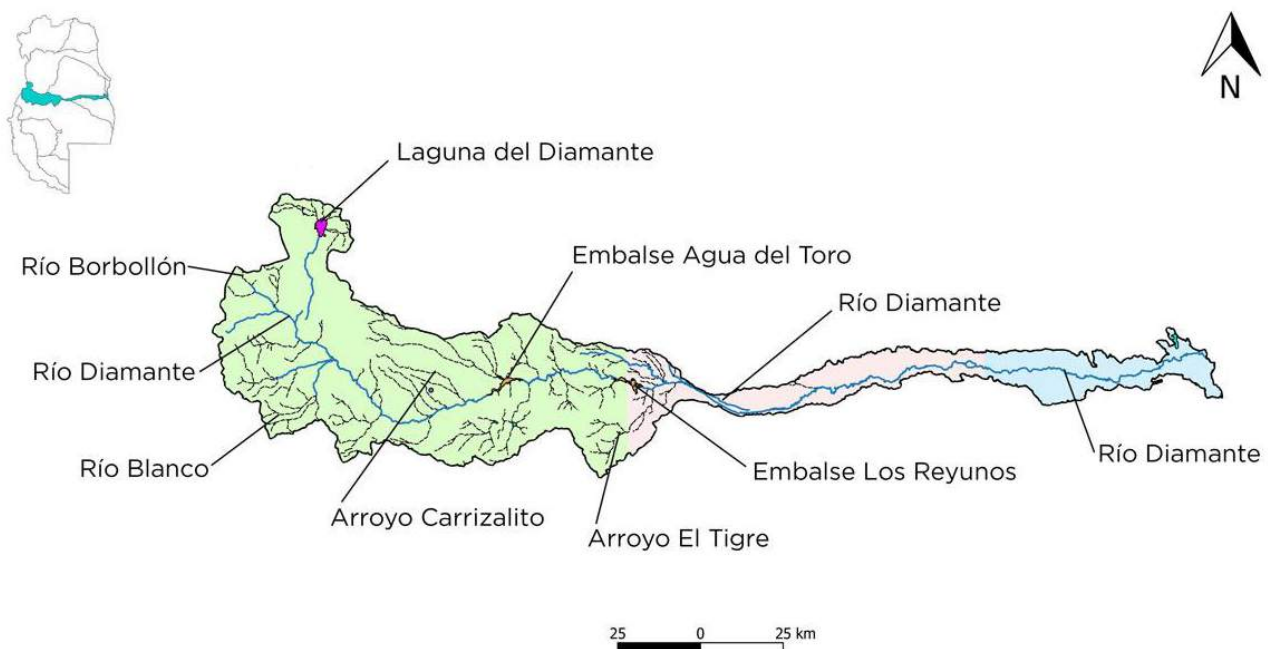 N
Laguna del Diamante
Embalse Agua del Toro
Río Borbollón
Río Diamante
Río Diamante
Río Diamante
Río Blanco
Embalse Los Reyunos
Arroyo Carrizalito
Arroyo El Tigre
25 0 25 km